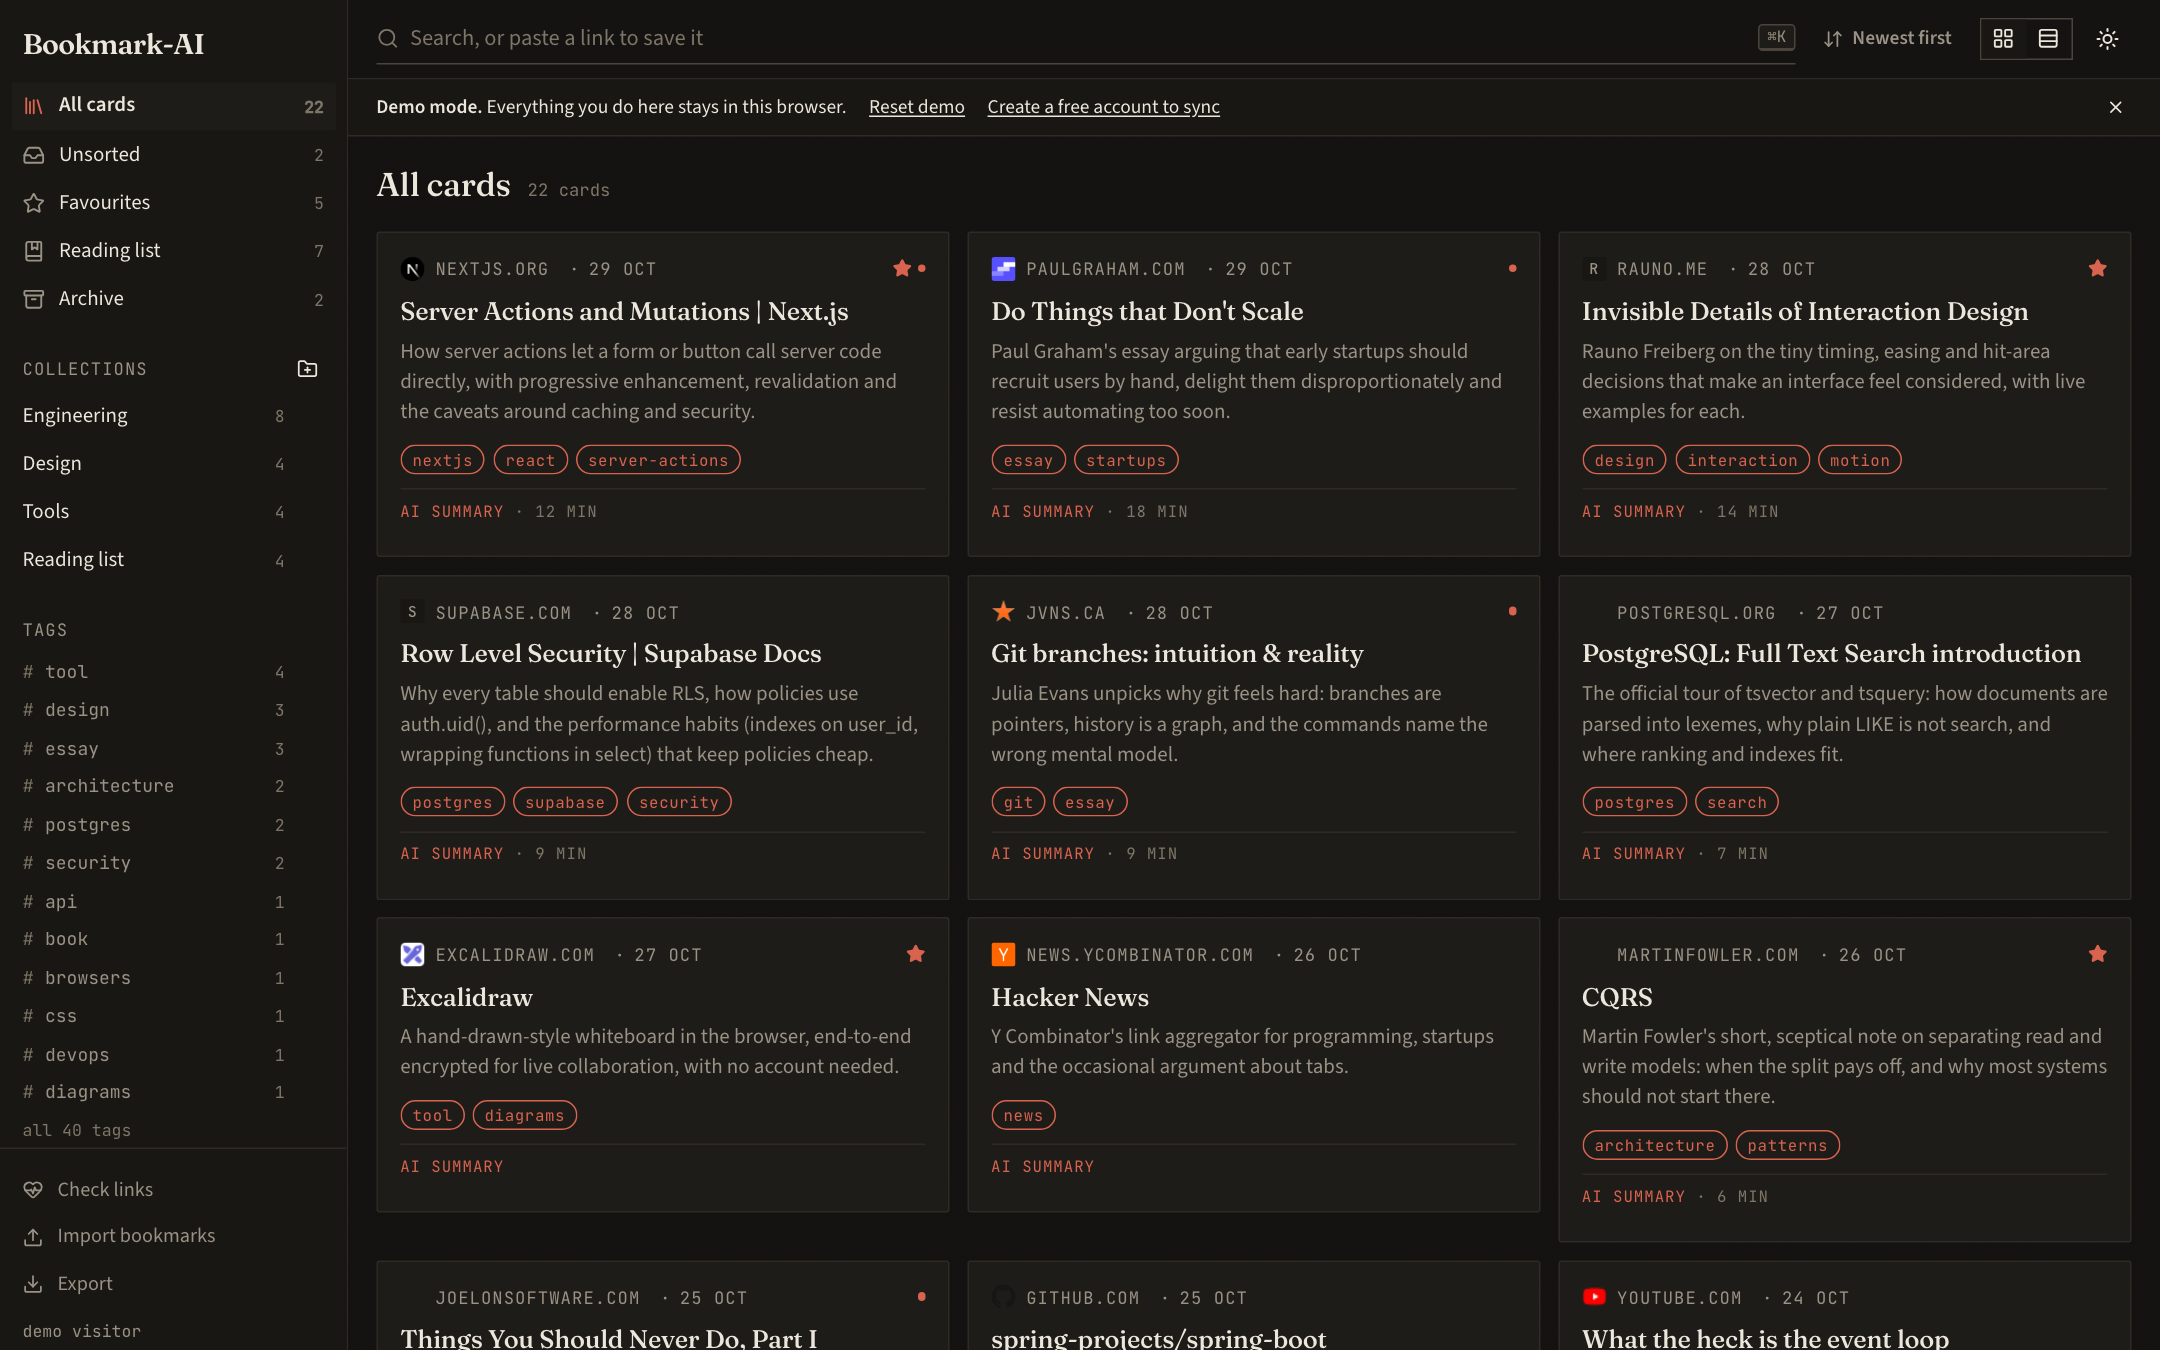 Bookmark-AI
All cards 22
Unsorted 2
Favourites 5
Reading list 7
Archive 2
COLLECTIONS
Engineering 8
Design 4
Tools 4
Reading list 4
TAGS
# tool 4
# design 3
# essay 3
# architecture 2
# postgres 2
# security 2
# api 1
# book 1
# browsers 1
# css 1
# devops 1
# diagrams 1
all 40 tags
Check links
Import bookmarks
Export
demo visitor
Search, or paste a link to save it ⌘K Newest first
Demo mode. Everything you do here stays in this browser. Reset demo Create a free account to sync
All cards 22 cards
N NEXTJS.ORG · 29 OCT
Server Actions and Mutations | Next.js
How server actions let a form or button call server code
directly, with progressive enhancement, revalidation and
the caveats around caching and security.
nextjs react server-actions
AI SUMMARY · 12 MIN
PAULGRAHAM.COM · 29 OCT
Do Things that Don't Scale
Paul Graham's essay arguing that early startups should
recruit users by hand, delight them disproportionately and
resist automating too soon.
essay startups
AI SUMMARY · 18 MIN
R RAUNO.ME · 28 OCT
Invisible Details of Interaction Design
Rauno Freiberg on the tiny timing, easing and hit-area
decisions that make an interface feel considered, with live
examples for each.
design interaction motion
AI SUMMARY · 14 MIN
S SUPABASE.COM · 28 OCT
Row Level Security | Supabase Docs
Why every table should enable RLS, how policies use
auth.uid(), and the performance habits (indexes on user_id,
wrapping functions in select) that keep policies cheap.
postgres supabase security
AI SUMMARY · 9 MIN
JVNS.CA · 28 OCT
Git branches: intuition & reality
Julia Evans unpicks why git feels hard: branches are
pointers, history is a graph, and the commands name the
wrong mental model.
git essay
AI SUMMARY · 9 MIN
POSTGRESQL.ORG · 27 OCT
PostgreSQL: Full Text Search introduction
The official tour of tsvector and tsquery: how documents are
parsed into lexemes, why plain LIKE is not search, and
where ranking and indexes fit.
postgres search
AI SUMMARY · 7 MIN
EXCALIDRAW.COM · 27 OCT
Excalidraw
A hand-drawn-style whiteboard in the browser, end-to-end
encrypted for live collaboration, with no account needed.
tool diagrams
AI SUMMARY
Y NEWS.YCOMBINATOR.COM · 26 OCT
Hacker News
Y Combinator's link aggregator for programming, startups
and the occasional argument about tabs.
news
AI SUMMARY
MARTINFOWLER.COM · 26 OCT
CQRS
Martin Fowler's short, sceptical note on separating read and
write models: when the split pays off, and why most systems
should not start there.
architecture patterns
AI SUMMARY · 6 MIN
JOELONSOFTWARE.COM · 25 OCT
Things You Should Never Do, Part I
GITHUB.COM · 25 OCT
spring-projects/spring-boot
YOUTUBE.COM · 24 OCT
What the heck is the event loop